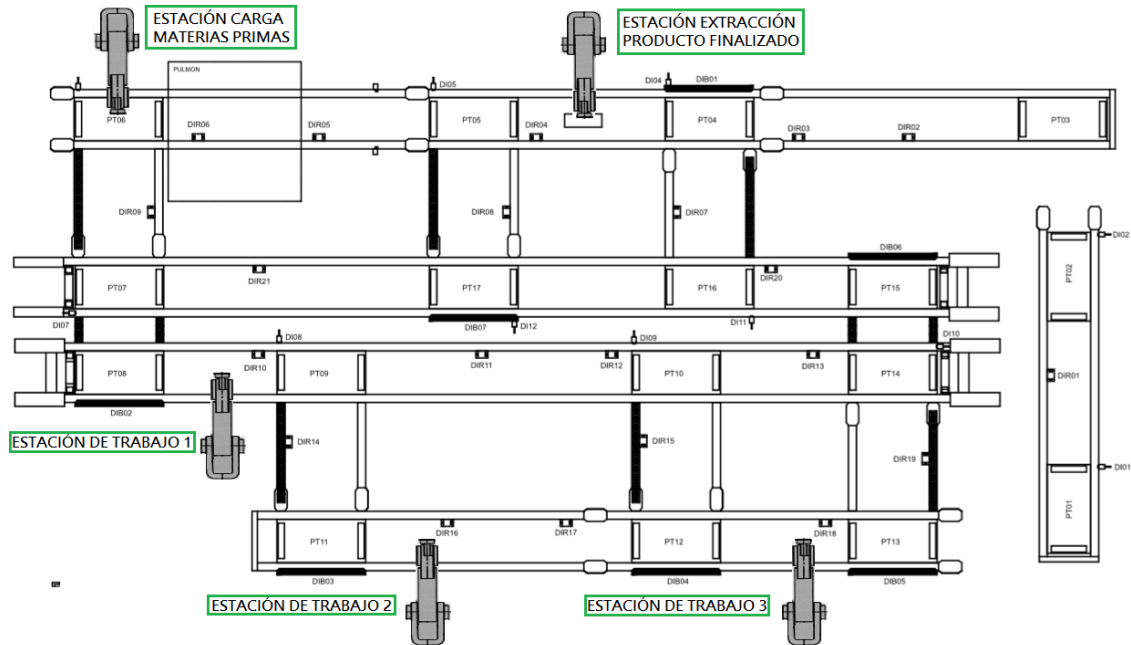 ESTACIÓN CARGA
MATERIAS PRIMAS
ESTACIÓN EXTRACCIÓN
PRODUCTO FINALIZADO
PULMON
DI05
DI04
DIB01
PT06
DIR06
DIR05
PT05
DIR04
PT04
DIR03
DIR02
PT03
DIR09
DIR08
DIR07
DI02
PT02
DIB06
DIR21
DIR20
PT07
PT17
PT16
PT15
DI07
DIB07
DI12
DI11
DI08
DI09
DI10
DIR10
DIR11
DIR12
DIR13
PT08
PT09
PT10
PT14
DIR01
DIB02
ESTACIÓN DE TRABAJO 1
DIR14
DIR15
DIR19
DI01
PT01
DIR16
DIR17
DIR18
PT11
PT12
PT13
DIB03
DIB04
DIB05
ESTACIÓN DE TRABAJO 2
ESTACIÓN DE TRABAJO 3